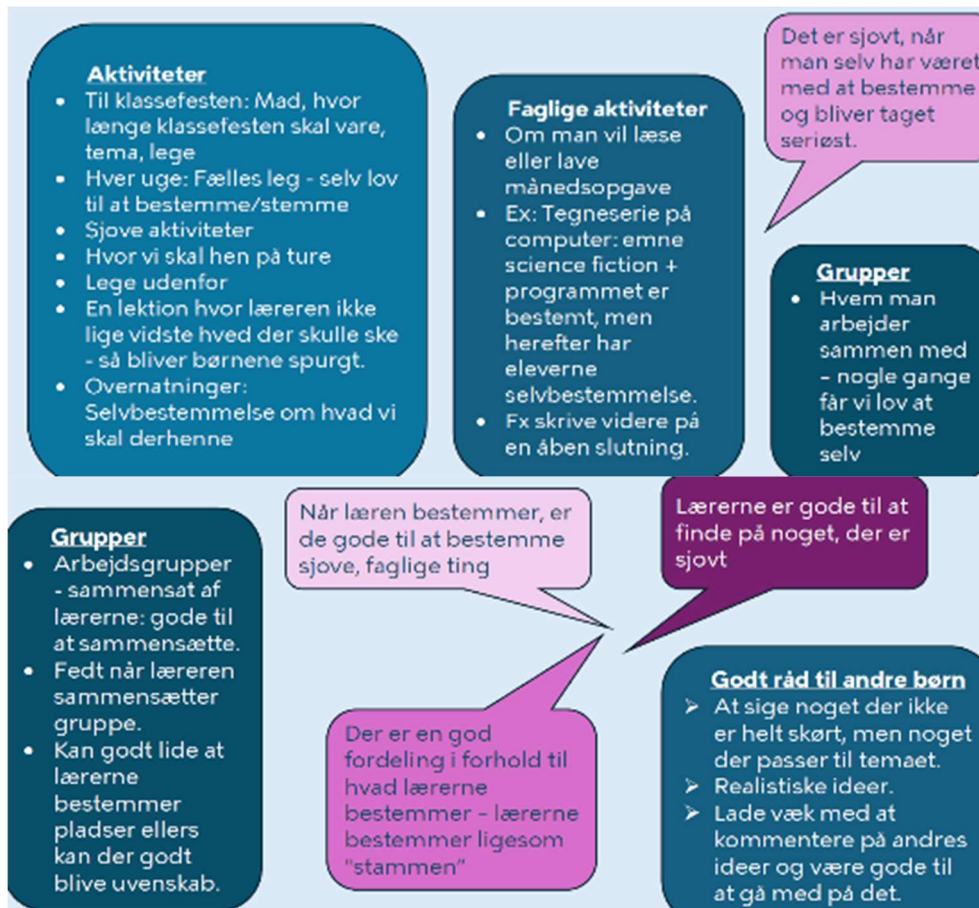 Aktiviteter
• Til klassefesten: Mad, hvor
længe klassefesten skal vare,
tema, lege
• Hver uge: Fælles leg - selv lov
til at bestemme/stemme
• Sjove aktiviteter
• Hvor vi skal hen på ture
• Lege udenfor
• En lektion hvor læreren ikke
lige vidste hved der skulle ske
- så bliver børnene spurgt.
• Overnatninger:
Selvbestemmelse om hvad vi
skal derhenne
Faglige aktiviteter
• Om man vil læse
eller lave
månedsopgave
• Ex: Tegneserie på
computer: emne
science fiction +
programmet er
bestemt, men
herefter har
eleverne
selvbestemmelse.
• Fx skrive videre på
en åben slutning.
Det er sjovt, når
man selv har været
med at bestemme
og bliver taget
seriøst.
Grupper
• Hvem man
arbejder
sammen med
– nogle gange
får vi lov at
bestemme
selv
Grupper
• Arbejdsgrupper
- sammensat af
lærerne: gode til
at sammensætte.
• Fedt når læreren
sammensætter
gruppe.
• Kan godt lide at
lærerne
bestemmer
pladser ellers
kan der godt
blive uvenskab.
Når læren bestemmer, er
de gode til at bestemme
sjove, faglige ting
Lærerne er gode til at
finde på noget, der er
sjovt
Der er en god
fordeling i forhold til
hvad lærerne
bestemmer – lærerne
bestemmer ligesom
"stammen"
Godt råd til andre børn
➢ At sige noget der ikke
er helt skørt, men noget
der passer til temaet.
➢ Realistiske ideer.
➢ Lade væk med at
kommentere på andres
ideer og være gode til
at gå med på det.